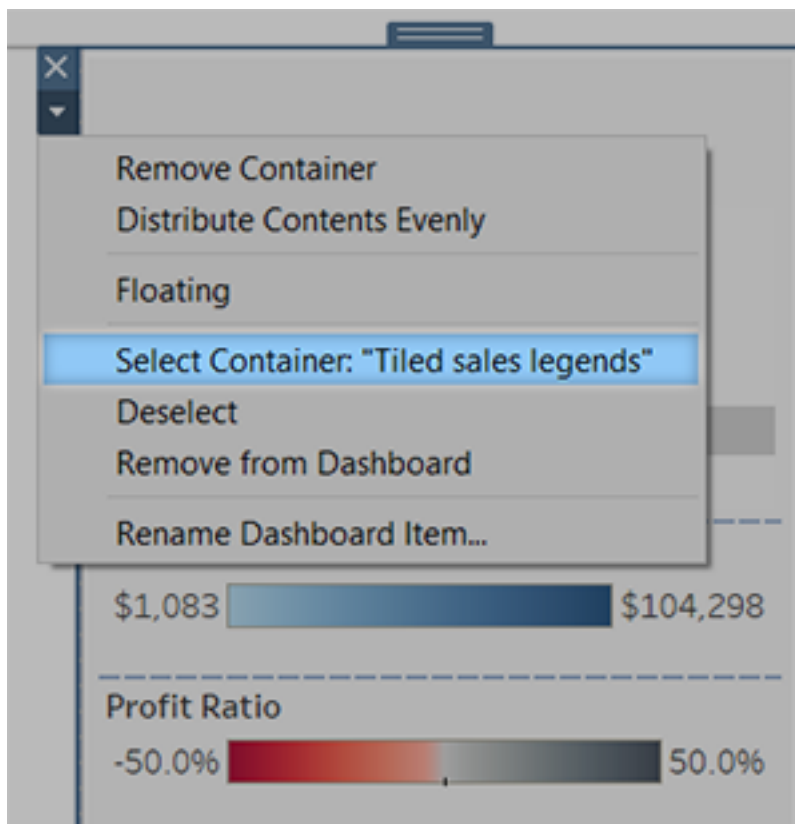 Remove Container
Distribute Contents Evenly
Floating
Select Container: "Tiled sales legends"
Deselect
Remove from Dashboard
Rename Dashboard Item...
$1,083 $104,298
Profit Ratio
-50.0% 50.0%